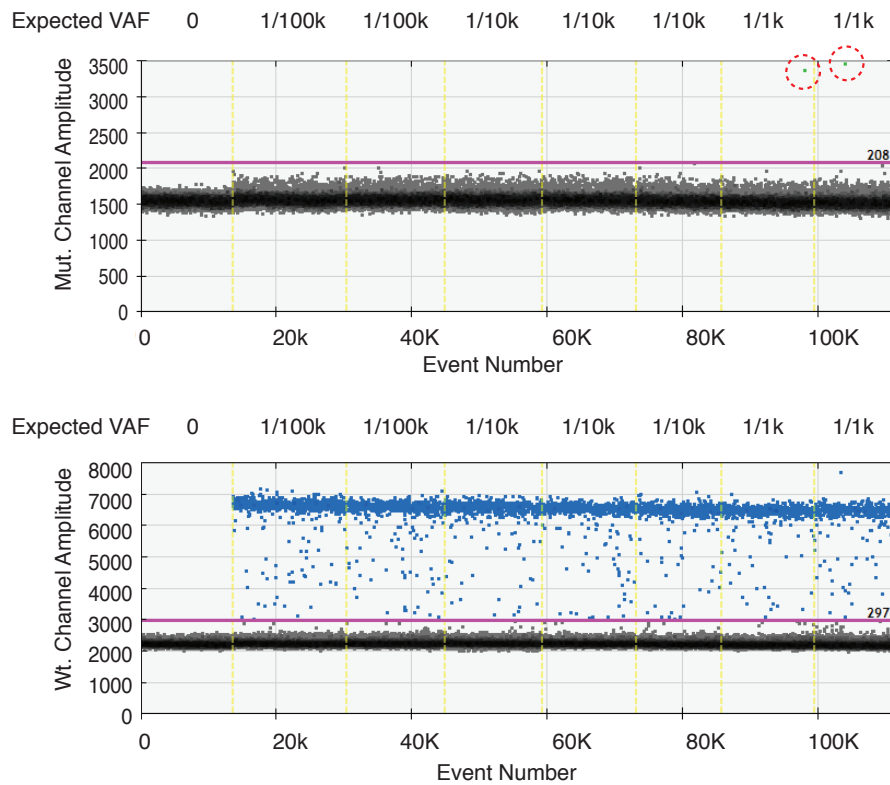 Expected VAF 0 1/100k 1/100k 1/10k 1/10k 1/10k 1/1k 1/1k
Mut. Channel Amplitude
3500
3000
2500
2000
1500
1000
500
0
208
0 20k 40K 60K 80K 100K
Event Number
Expected VAF 0 1/100k 1/100k 1/10k 1/10k 1/10k 1/1k 1/1k
Wt. Channel Amplitude
8000
7000
6000
5000
4000
3000
2000
1000
0
297
0 20k 40K 60K 80K 100K
Event Number